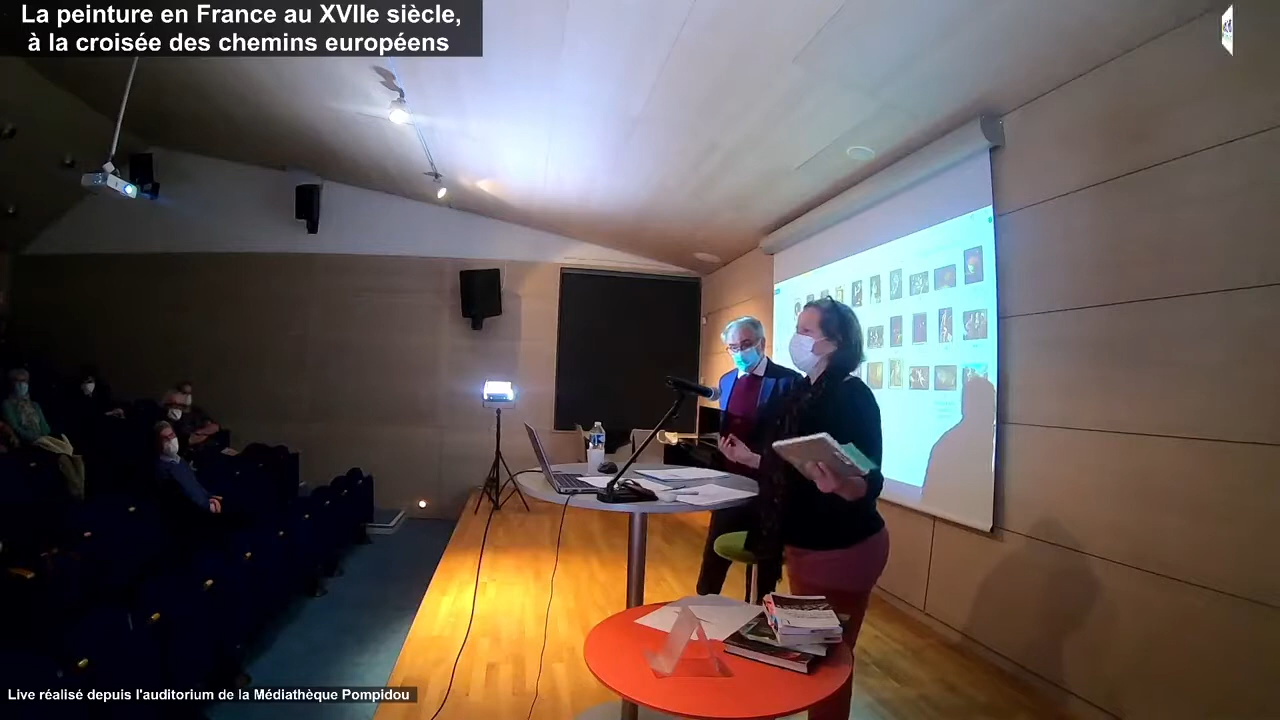 La peinture en France au XVIIe siècle,
à la croisée des chemins européens
Live réalisé depuis l'auditorium de la Médiathèque Pompidou